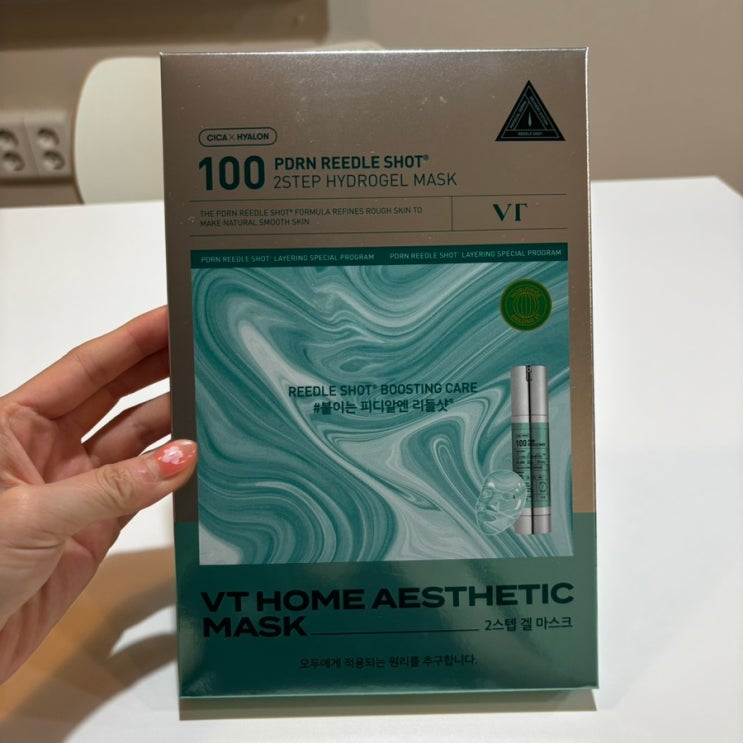 CICA × HYALON
100 PDRN REEDLE SHOT®
2STEP HYDROGEL MASK
THE PDRN REEDLE SHOT® FORMULA REFINES ROUGH SKIN TO
MAKE NATURAL SMOOTH SKIN
VT
REEDLE SHOT
PDRN REEDLE SHOT LAYERING SPECIAL PROGRAM PDRN REEDLE SHOT LAYERING SPECIAL PROGRAM
REEDLE SHOT® BOOSTING CARE
#붙이는 피디알엔 리들샷®
100
VT HOME AESTHETIC
MASK
2스텝 겔 마스크
모두에게 적용되는 원리를 추구합니다.